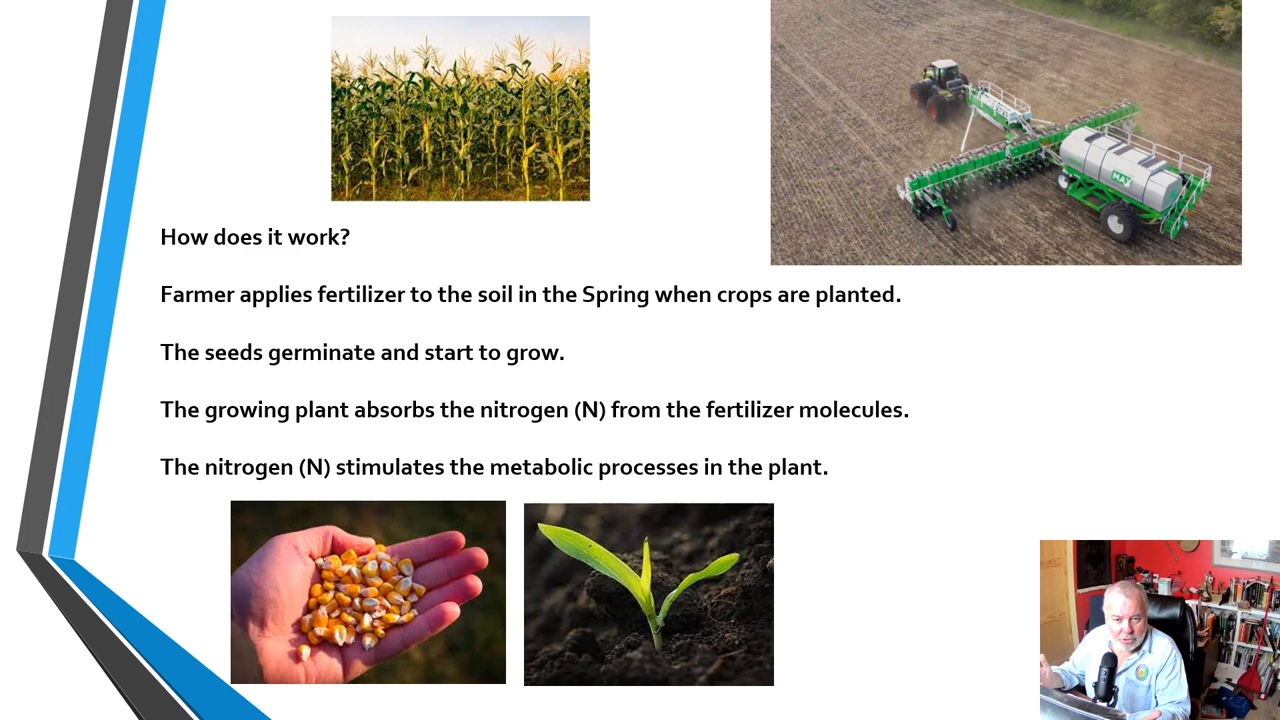 MAY
How does it work?
Farmer applies fertilizer to the soil in the Spring when crops are planted.
The seeds germinate and start to grow.
The growing plant absorbs the nitrogen (N) from the fertilizer molecules.
The nitrogen (N) stimulates the metabolic processes in the plant.